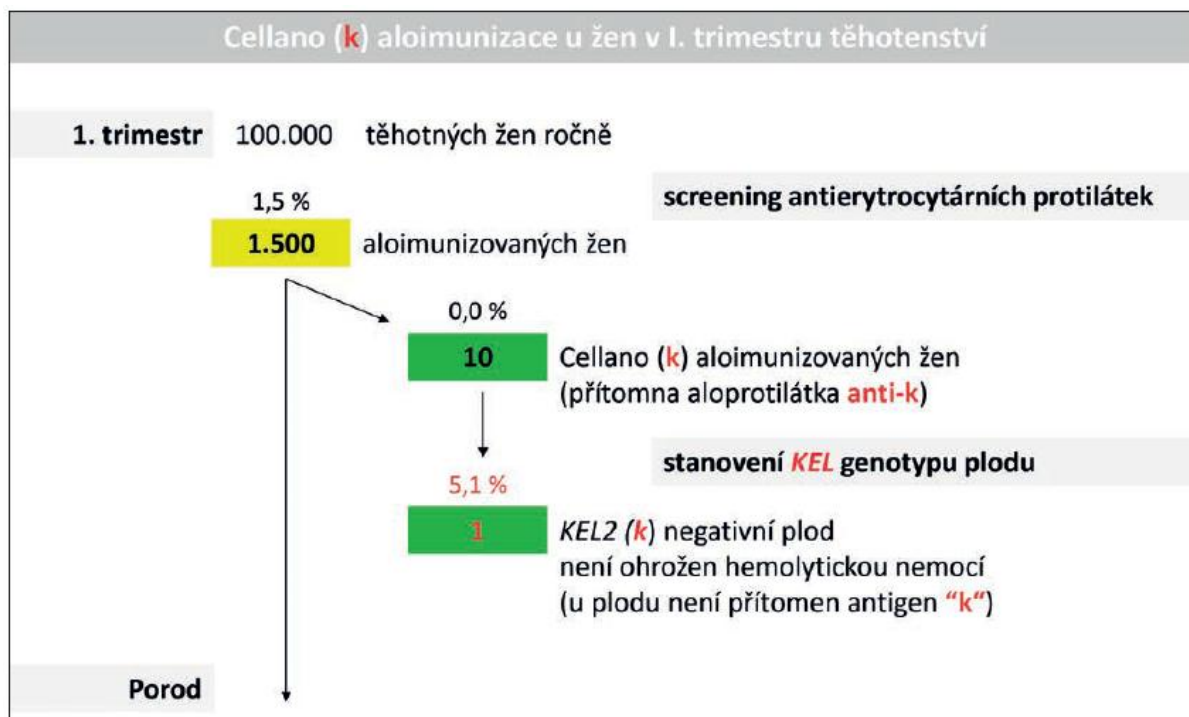 Cellano (k) aloimunizace u žen v I. trimestru těhotenství
1. trimestr 100.000 těhotných žen ročně
screening antierytrocytárních protilátek
1,5 %
1.500 aloimunizovaných žen
0,0 %
10 Cellano (k) aloimunizovaných žen
(přítomna aloprotilátka anti-k)
stanovení KEL genotypu plodu
5,1 %
1 KEL2 (k) negativní plod
není ohrožen hemolytickou nemocí
(u plodu není přítomen antigen “k“)
Porod